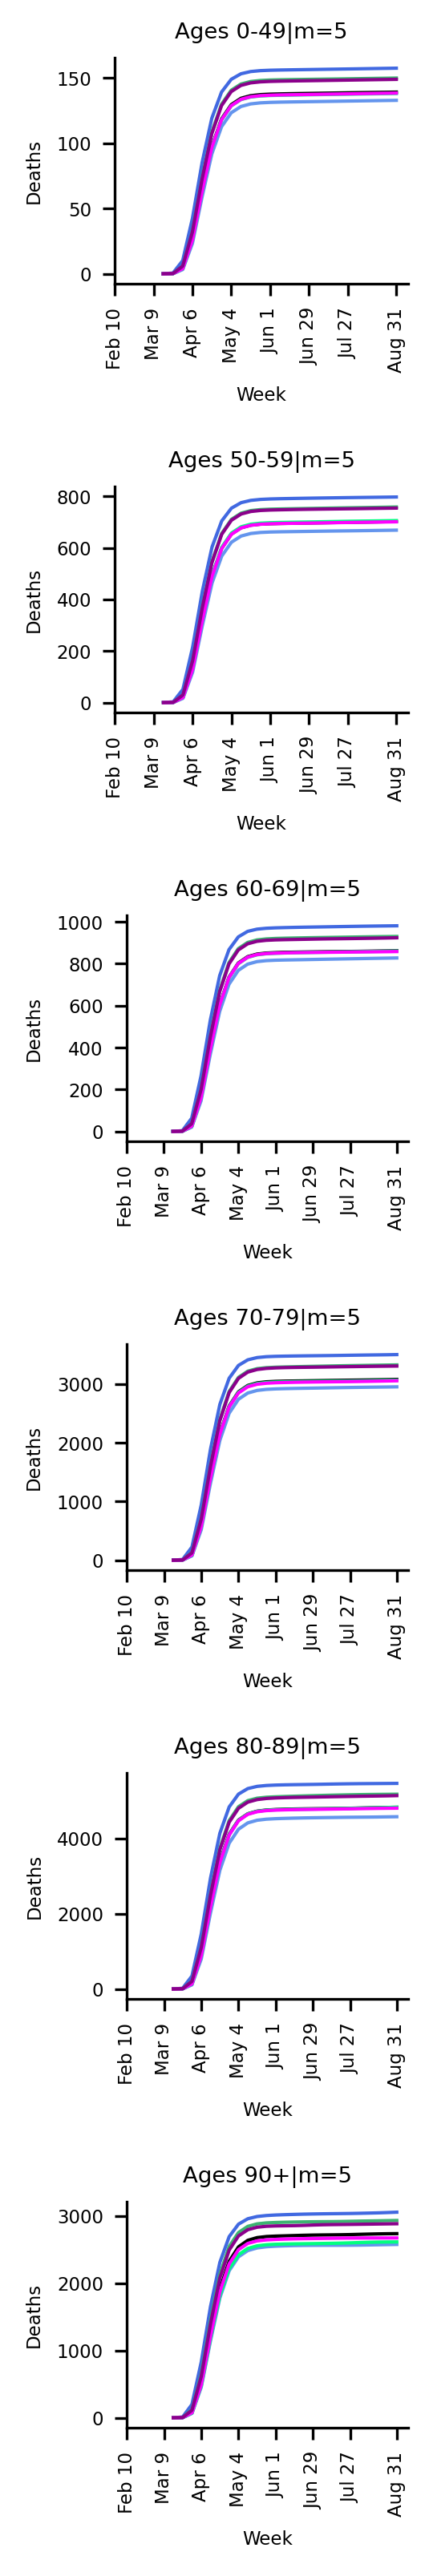 Ages 0-49|m=5
150
100
50
0
Deaths
Feb 10
Mar 9
Apr 6
May 4
Jun 1
Jun 29
Jul 27
Aug 31
Week
Ages 50-59|m=5
800
600
400
200
0
Deaths
Feb 10
Mar 9
Apr 6
May 4
Jun 1
Jun 29
Jul 27
Aug 31
Week
Ages 60-69|m=5
1000
800
600
400
200
0
Deaths
Feb 10
Mar 9
Apr 6
May 4
Jun 1
Jun 29
Jul 27
Aug 31
Week
Ages 70-79|m=5
3000
2000
1000
0
Deaths
Feb 10
Mar 9
Apr 6
May 4
Jun 1
Jun 29
Jul 27
Aug 31
Week
Ages 80-89|m=5
4000
2000
0
Deaths
Feb 10
Mar 9
Apr 6
May 4
Jun 1
Jun 29
Jul 27
Aug 31
Week
Ages 90+|m=5
3000
2000
1000
0
Deaths
Feb 10
Mar 9
Apr 6
May 4
Jun 1
Jun 29
Jul 27
Aug 31
Week